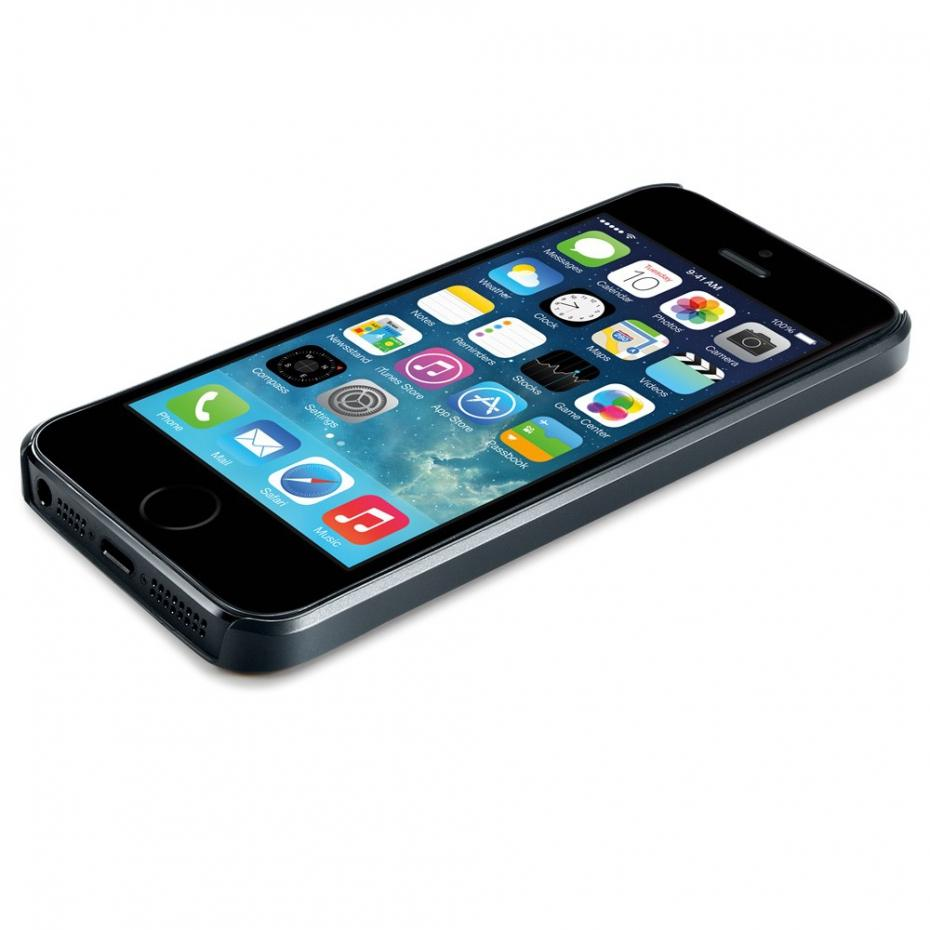 9:41 AM 100%
Tuesday
10
Messages Calendar Photos Camera
Weather Clock Maps Videos
Notes Reminders Stocks Game Center
Newsstand iTunes Store App Store Passbook
Compass Settings
Phone Mail Safari Music